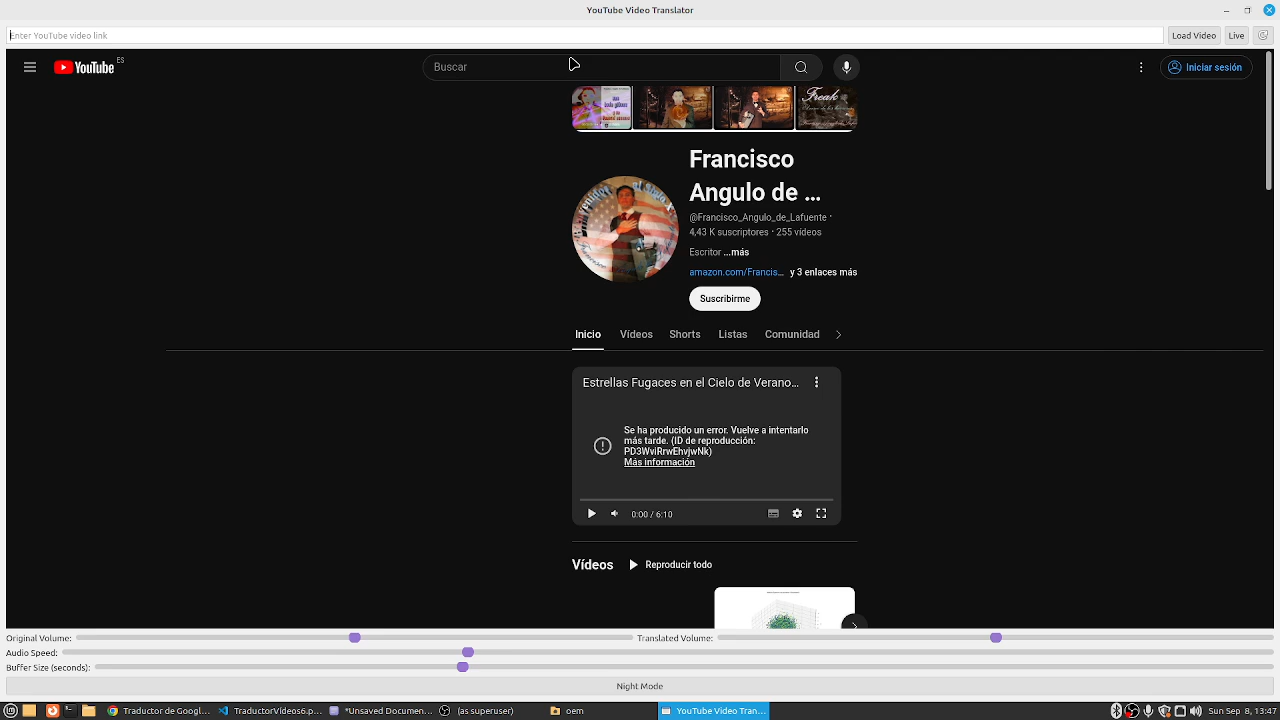 YouTube Video Translator
Enter YouTube video link
Load Video
Live
YouTube ES
Buscar
Iniciar sesión
Freak
Francisco
Angulo de ...
@Francisco_Angulo_de_Lafuente ·
4,43 K suscriptores · 255 vídeos
Escritor ...más
amazon.com/Francis... y 3 enlaces más
Suscribirme
Inicio
Vídeos
Shorts
Listas
Comunidad
Estrellas Fugaces en el Cielo de Verano...
Se ha producido un error. Vuelve a intentarlo
más tarde. (ID de reproducción:
PD3WviRrwEhvjwNk)
Más información
0:00 / 6:10
Vídeos
Reproducir todo
Original Volume:
Translated Volume:
Audio Speed:
Buffer Size (seconds):
Night Mode
Traductor de Googl...
TraductorVideos6.p...
*Unsaved Documen...
(as superuser)
oem
YouTube Video Tran...
Sun Sep 8, 13:47